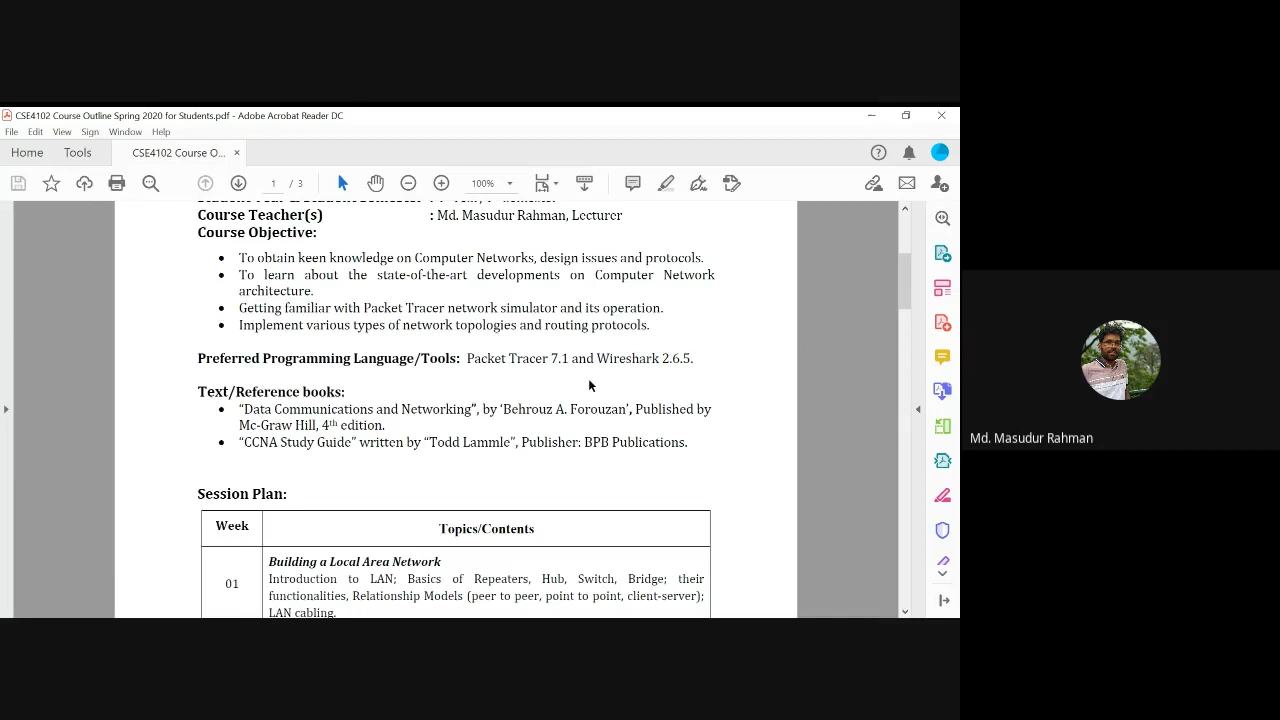 CSE4102 Course Outline Spring 2020 for Students.pdf - Adobe Acrobat Reader DC
File Edit View Sign Window Help
Home Tools CSE4102 Course O... ×
1 / 3 100%
Course Teacher(s) : Md. Masudur Rahman, Lecturer
Course Objective:
• To obtain keen knowledge on Computer Networks, design issues and protocols.
• To learn about the state-of-the-art developments on Computer Network
architecture.
• Getting familiar with Packet Tracer network simulator and its operation.
• Implement various types of network topologies and routing protocols.
Preferred Programming Language/Tools: Packet Tracer 7.1 and Wireshark 2.6.5.
Text/Reference books:
• “Data Communications and Networking”, by ‘Behrouz A. Forouzan’, Published by
Mc-Graw Hill, 4th edition.
• “CCNA Study Guide” written by “Todd Lammle”, Publisher: BPB Publications.
Session Plan:
Week Topics/Contents
Building a Local Area Network
01 Introduction to LAN; Basics of Repeaters, Hub, Switch, Bridge; their
functionalities, Relationship Models (peer to peer, point to point, client-server);
LAN cabling.
Md. Masudur Rahman